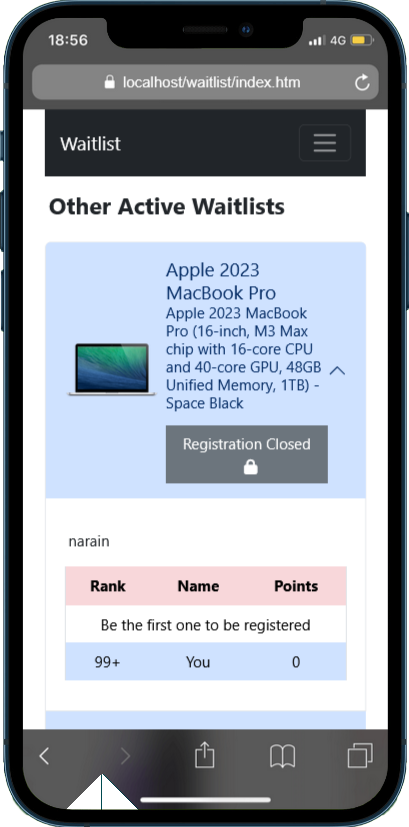 18:56 4G
localhost/waitlist/index.htm
Waitlist
Other Active Waitlists
Apple 2023
MacBook Pro
Apple 2023 MacBook
Pro (16-inch, M3 Max
chip with 16-core CPU
and 40-core GPU, 48GB
Unified Memory, 1TB) -
Space Black
Registration Closed
narain
Rank Name Points
Be the first one to be registered
99+ You 0